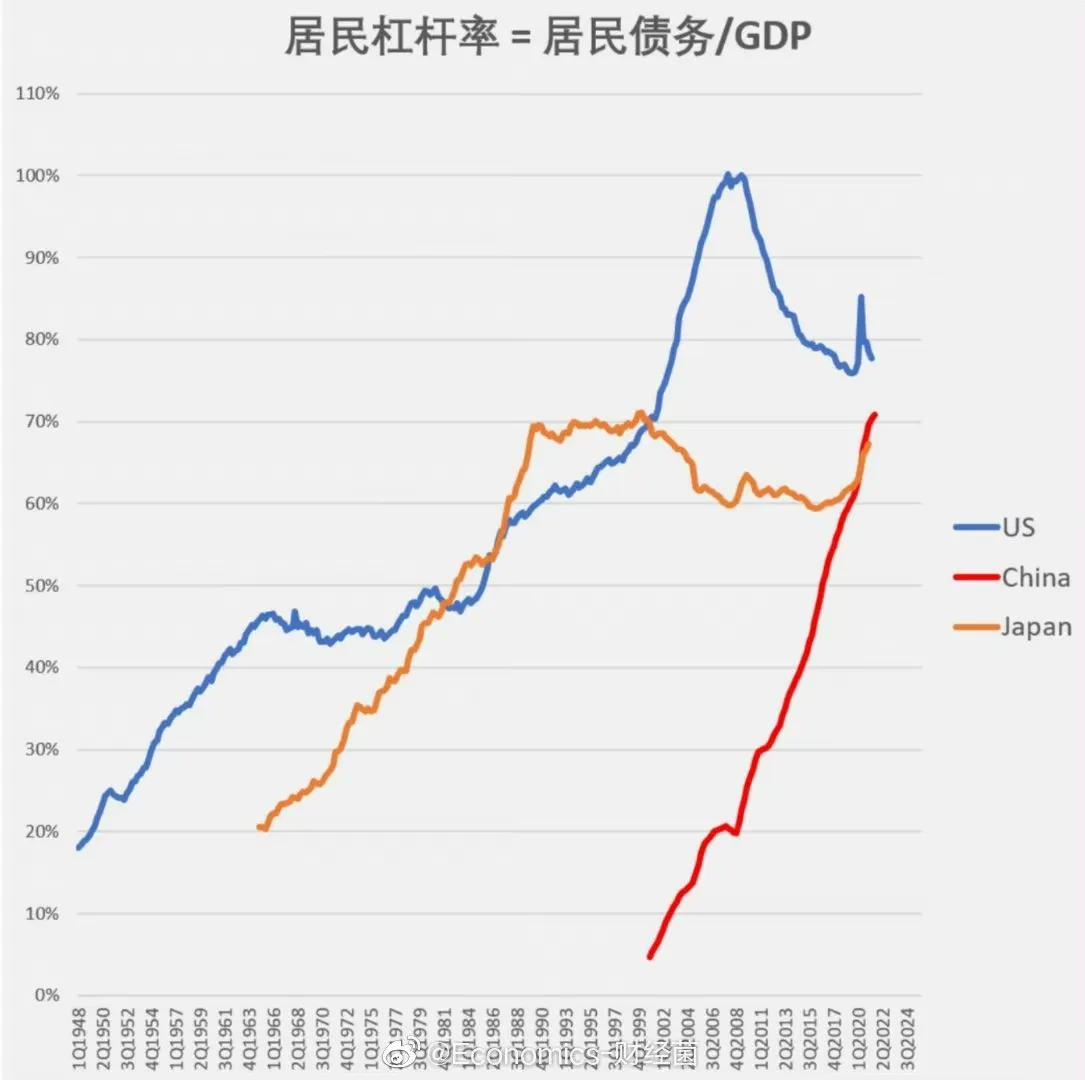 居民杠杆率 = 居民债务/GDP
110%
100%
90%
80%
70%
60%
50%
40%
30%
20%
10%
0%
US
China
Japan
1Q1948
2Q1950
3Q1952
4Q1954
1Q1957
2Q1959
3Q1961
4Q1963
1Q1966
2Q1968
3Q1970
4Q1972
1Q1975
2Q1977
3Q1979
4Q1981
1Q1984
2Q1986
3Q1988
4Q1990
1Q1993
2Q1995
3Q1997
4Q1999
1Q2002
2Q2004
3Q2006
4Q2008
1Q2011
2Q2013
3Q2015
4Q2017
1Q2020
2Q2022
3Q2024
@Economics-财经菌